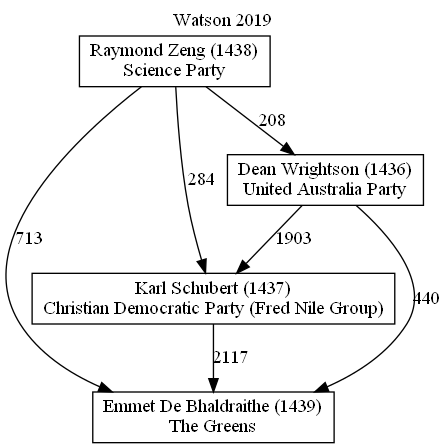 Watson 2019
Raymond Zeng (1438)
Science Party
208
Dean Wrightson (1436)
United Australia Party
284
713
1903
Karl Schubert (1437)
Christian Democratic Party (Fred Nile Group)
440
2117
Emmet De Bhaldraithe (1439)
The Greens